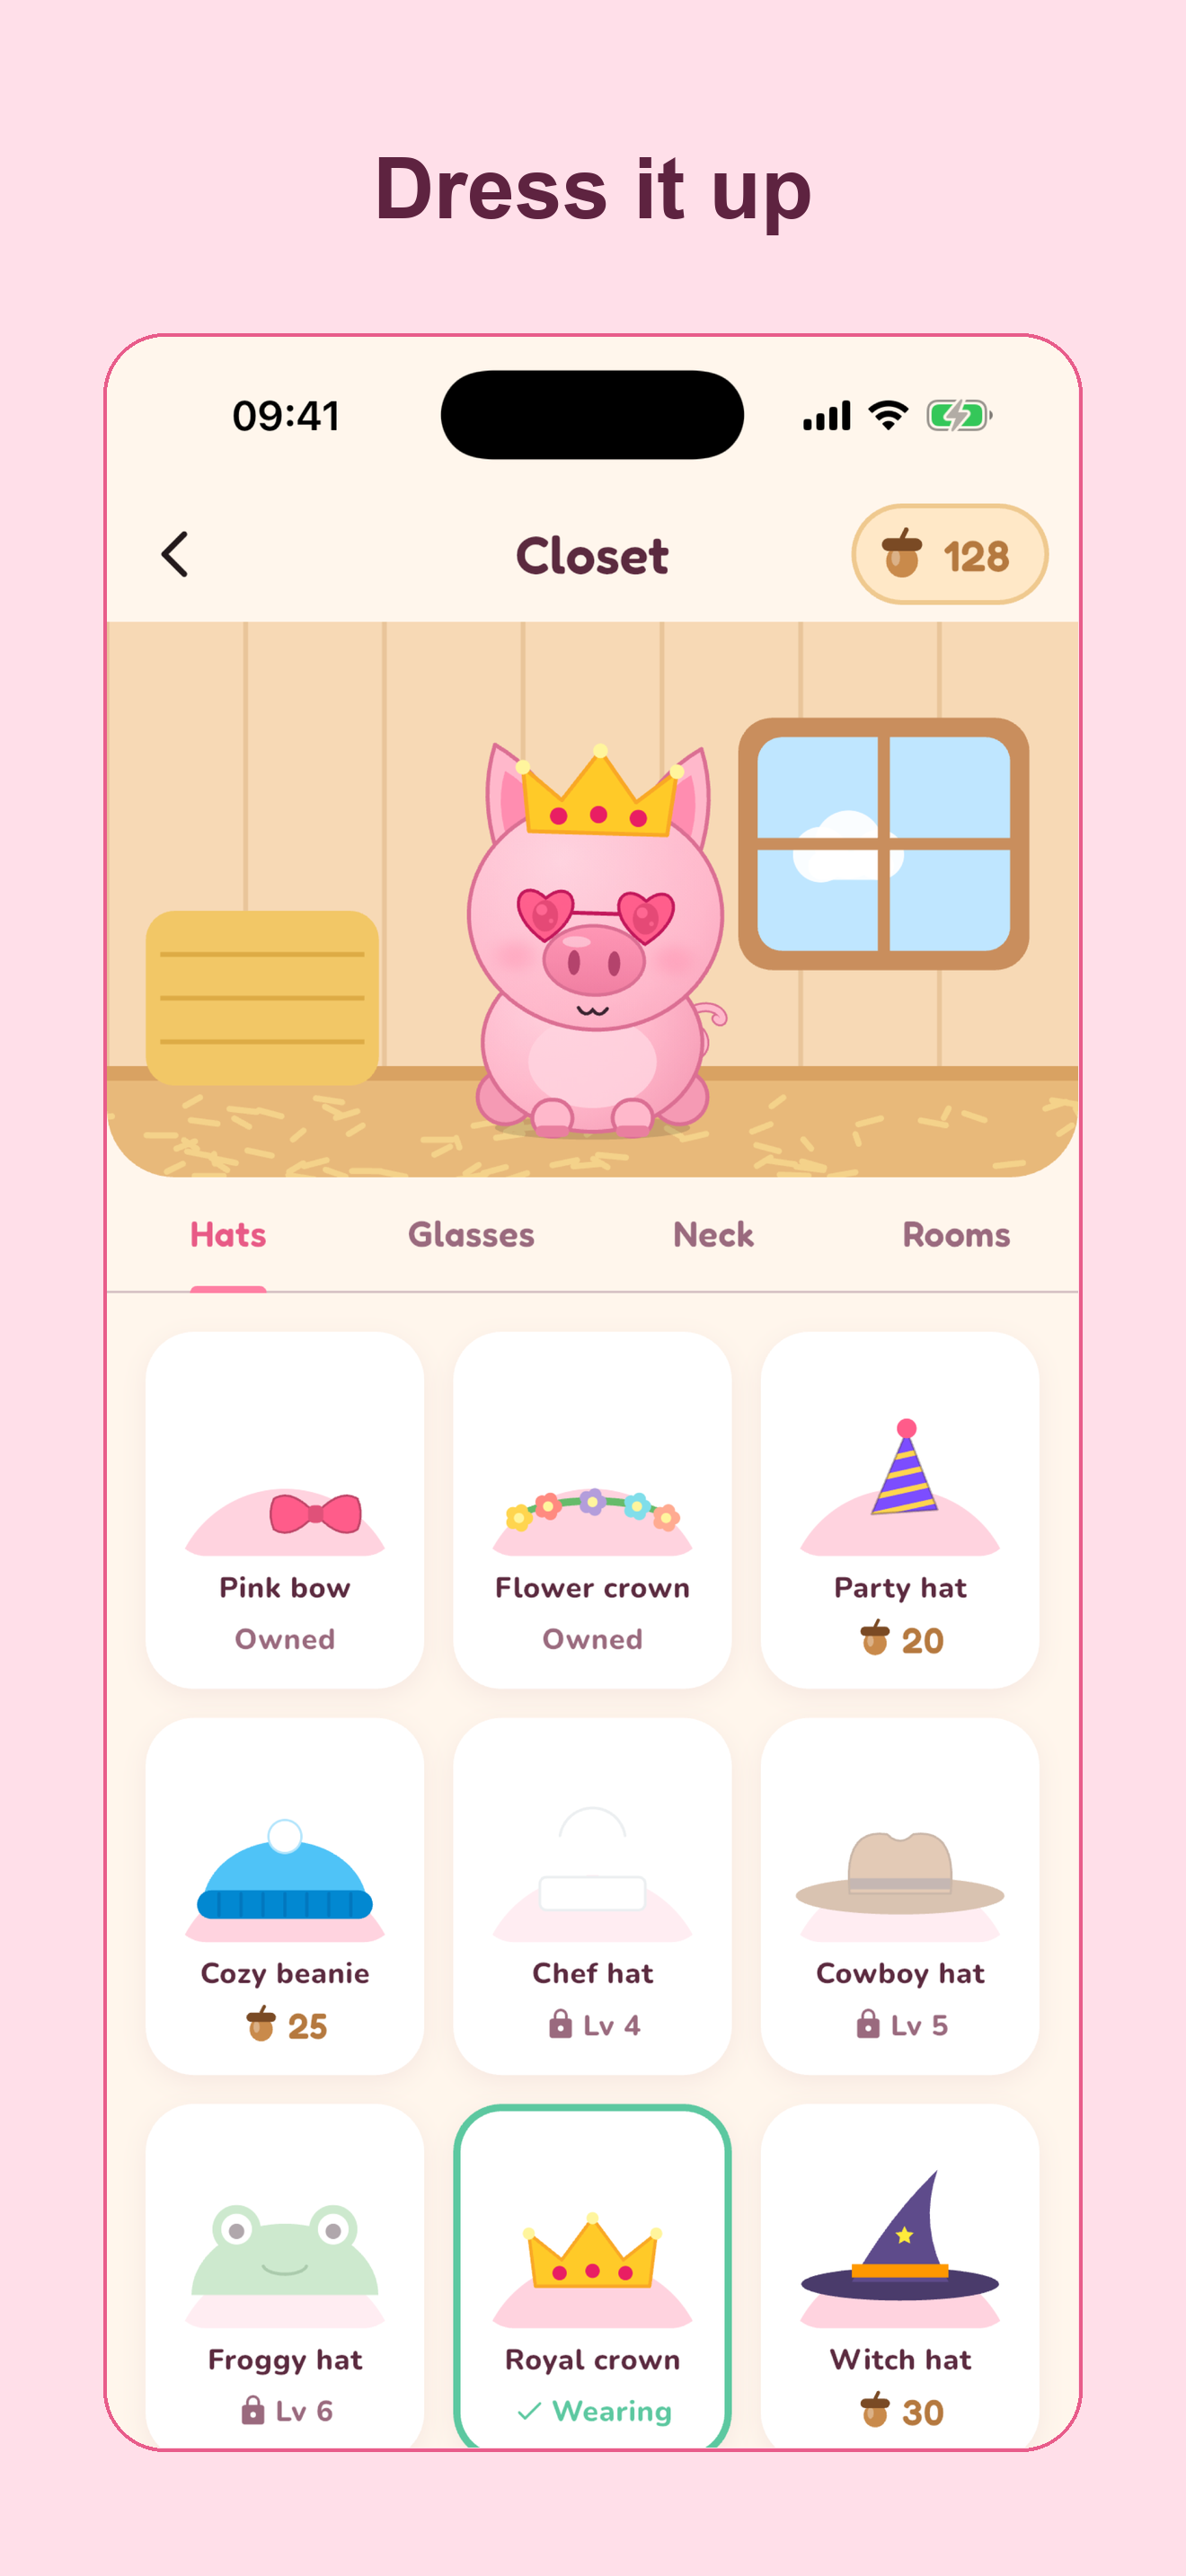 Dress it up
09:41
Closet
128
Hats Glasses Neck Rooms
Pink bow Flower crown Party hat
Owned Owned 20
Cozy beanie Chef hat Cowboy hat
25 Lv 4 Lv 5
Froggy hat Royal crown Witch hat
Lv 6 Wearing 30